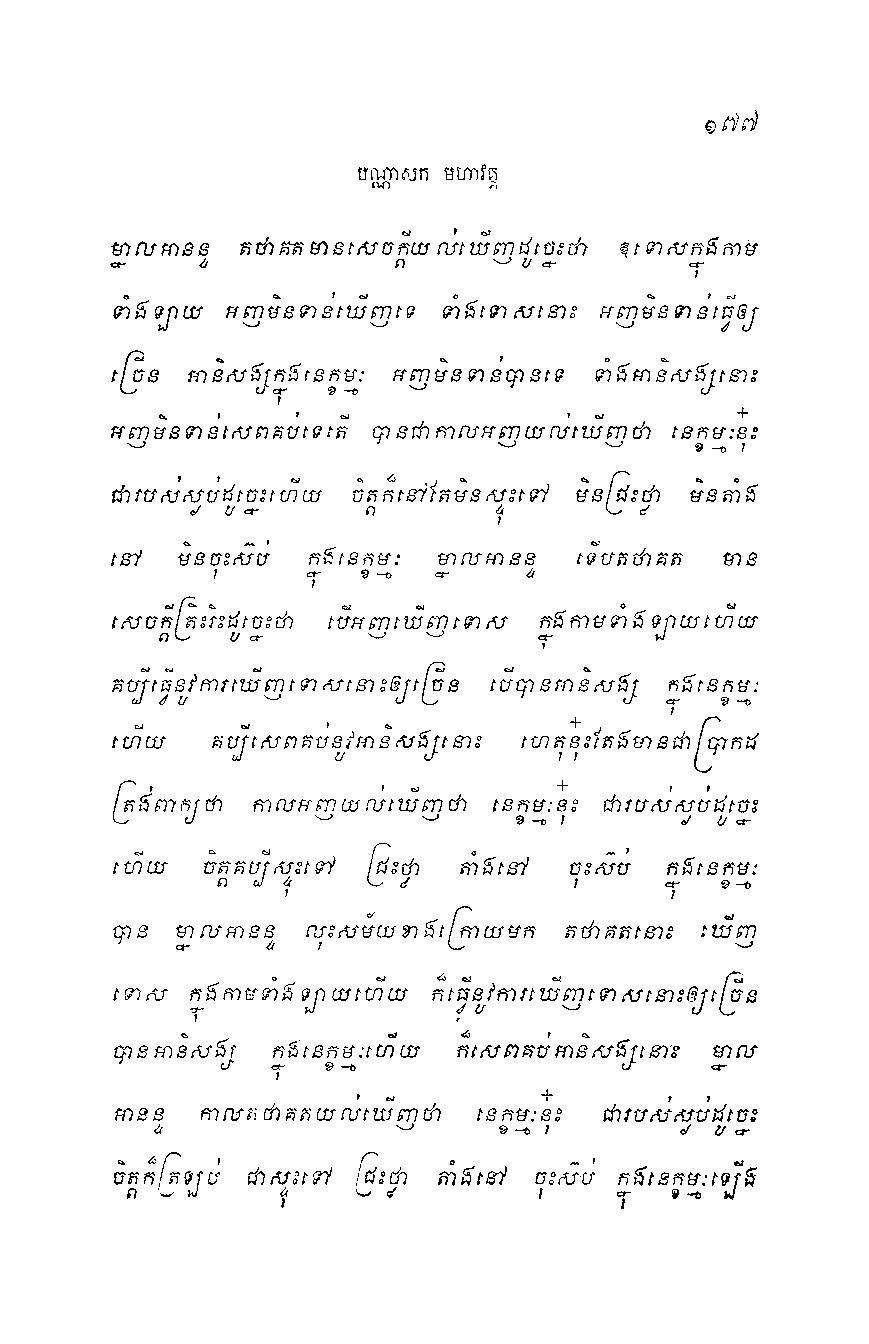 ១៧៧
បណ្ណាសក មហាវគ្គ
ម្នាលអានន្ទ តថាគតមានសេចក្តីយល់ឃើញដូច្នេះថា ឱទោសក្នុងកាម
ទាំងឡាយ អញមិនទាន់ឃើញទេ ទាំងទោសនោះ អញមិនទាន់ធ្វើឲ្យ
ច្រើន អានិសង្សក្នុងនេក្ខម្មៈ អញមិនទាន់បានទេ ទាំងអានិសង្សនោះ
អញមិនទាន់សេពគប់ទេតើ បានជាកាលអញយល់ឃើញថា នេក្ខម្មៈនុ៎ះ
ជារបស់ស្ងប់ដូច្នេះហើយ ចិត្តក៏នៅតែមិនស្ទុះទៅ មិនជ្រះថ្លា មិនតាំង
នៅ មិនចុះស៊ប់ ក្នុងនេក្ខម្មៈ ម្នាលអានន្ទ ទើបតថាគត មាន
សេចក្តីត្រិះរិះដូច្នេះថា បើអញឃើញទោស ក្នុងកាមទាំងឡាយហើយ
គប្បីធ្វើនូវការឃើញទោសនោះឲ្យច្រើន បើបានអានិសង្ស ក្នុងនេក្ខម្មៈ
ហើយ គប្បីសេពគប់នូវអានិសង្សនោះ ហេតុនុ៎ះតែងមានជាប្រាកដ
ត្រង់ពាក្យថា កាលអញយល់ឃើញថា នេក្ខម្មៈនុ៎ះ ជារបស់ស្ងប់ដូច្នេះ
ហើយ ចិត្តគប្បីស្ទុះទៅ ជ្រះថ្លា តាំងនៅ ចុះស៊ប់ ក្នុងនេក្ខម្មៈ
បាន ម្នាលអានន្ទ លុះសម័យខាងក្រោយមក តថាគតនោះ ឃើញ
ទោស ក្នុងកាមទាំងឡាយហើយ ក៏ធ្វើនូវការឃើញទោសនោះឲ្យច្រើន
បានអានិសង្ស ក្នុងនេក្ខម្មៈហើយ ក៏សេពគប់អានិសង្សនោះ ម្នាល
អានន្ទ កាលតថាគតយល់ឃើញថា នេក្ខម្មៈនុ៎ះ ជារបស់ស្ងប់ដូច្នេះ
ចិត្តក៏ត្រឡប់ ជាស្ទុះទៅ ជ្រះថ្លា តាំងនៅ ចុះស៊ប់ ក្នុងនេក្ខម្មៈឡើង